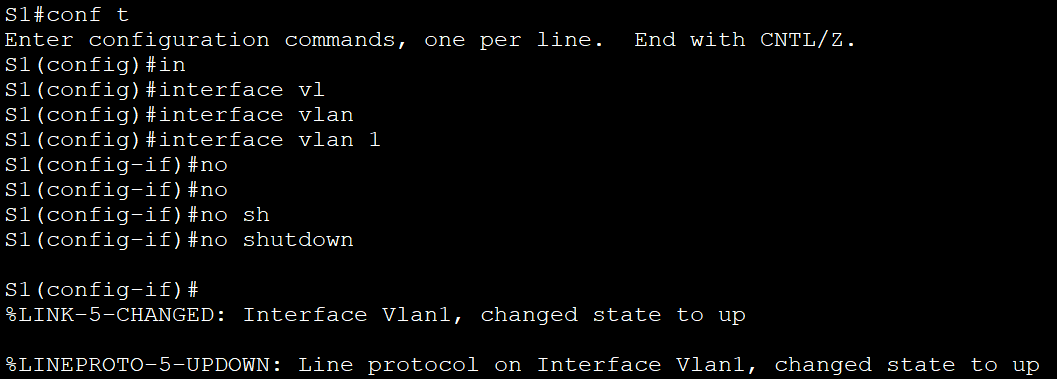 S1#conf t
Enter configuration commands, one per line.  End with CNTL/Z.
S1(config)#in
S1(config)#interface vl
S1(config)#interface vlan
S1(config)#interface vlan 1
S1(config-if)#no
S1(config-if)#no
S1(config-if)#no sh
S1(config-if)#no shutdown
S1(config-if)#
%LINK-5-CHANGED: Interface Vlan1, changed state to up
%LINEPROTO-5-UPDOWN: Line protocol on Interface Vlan1, changed state to up